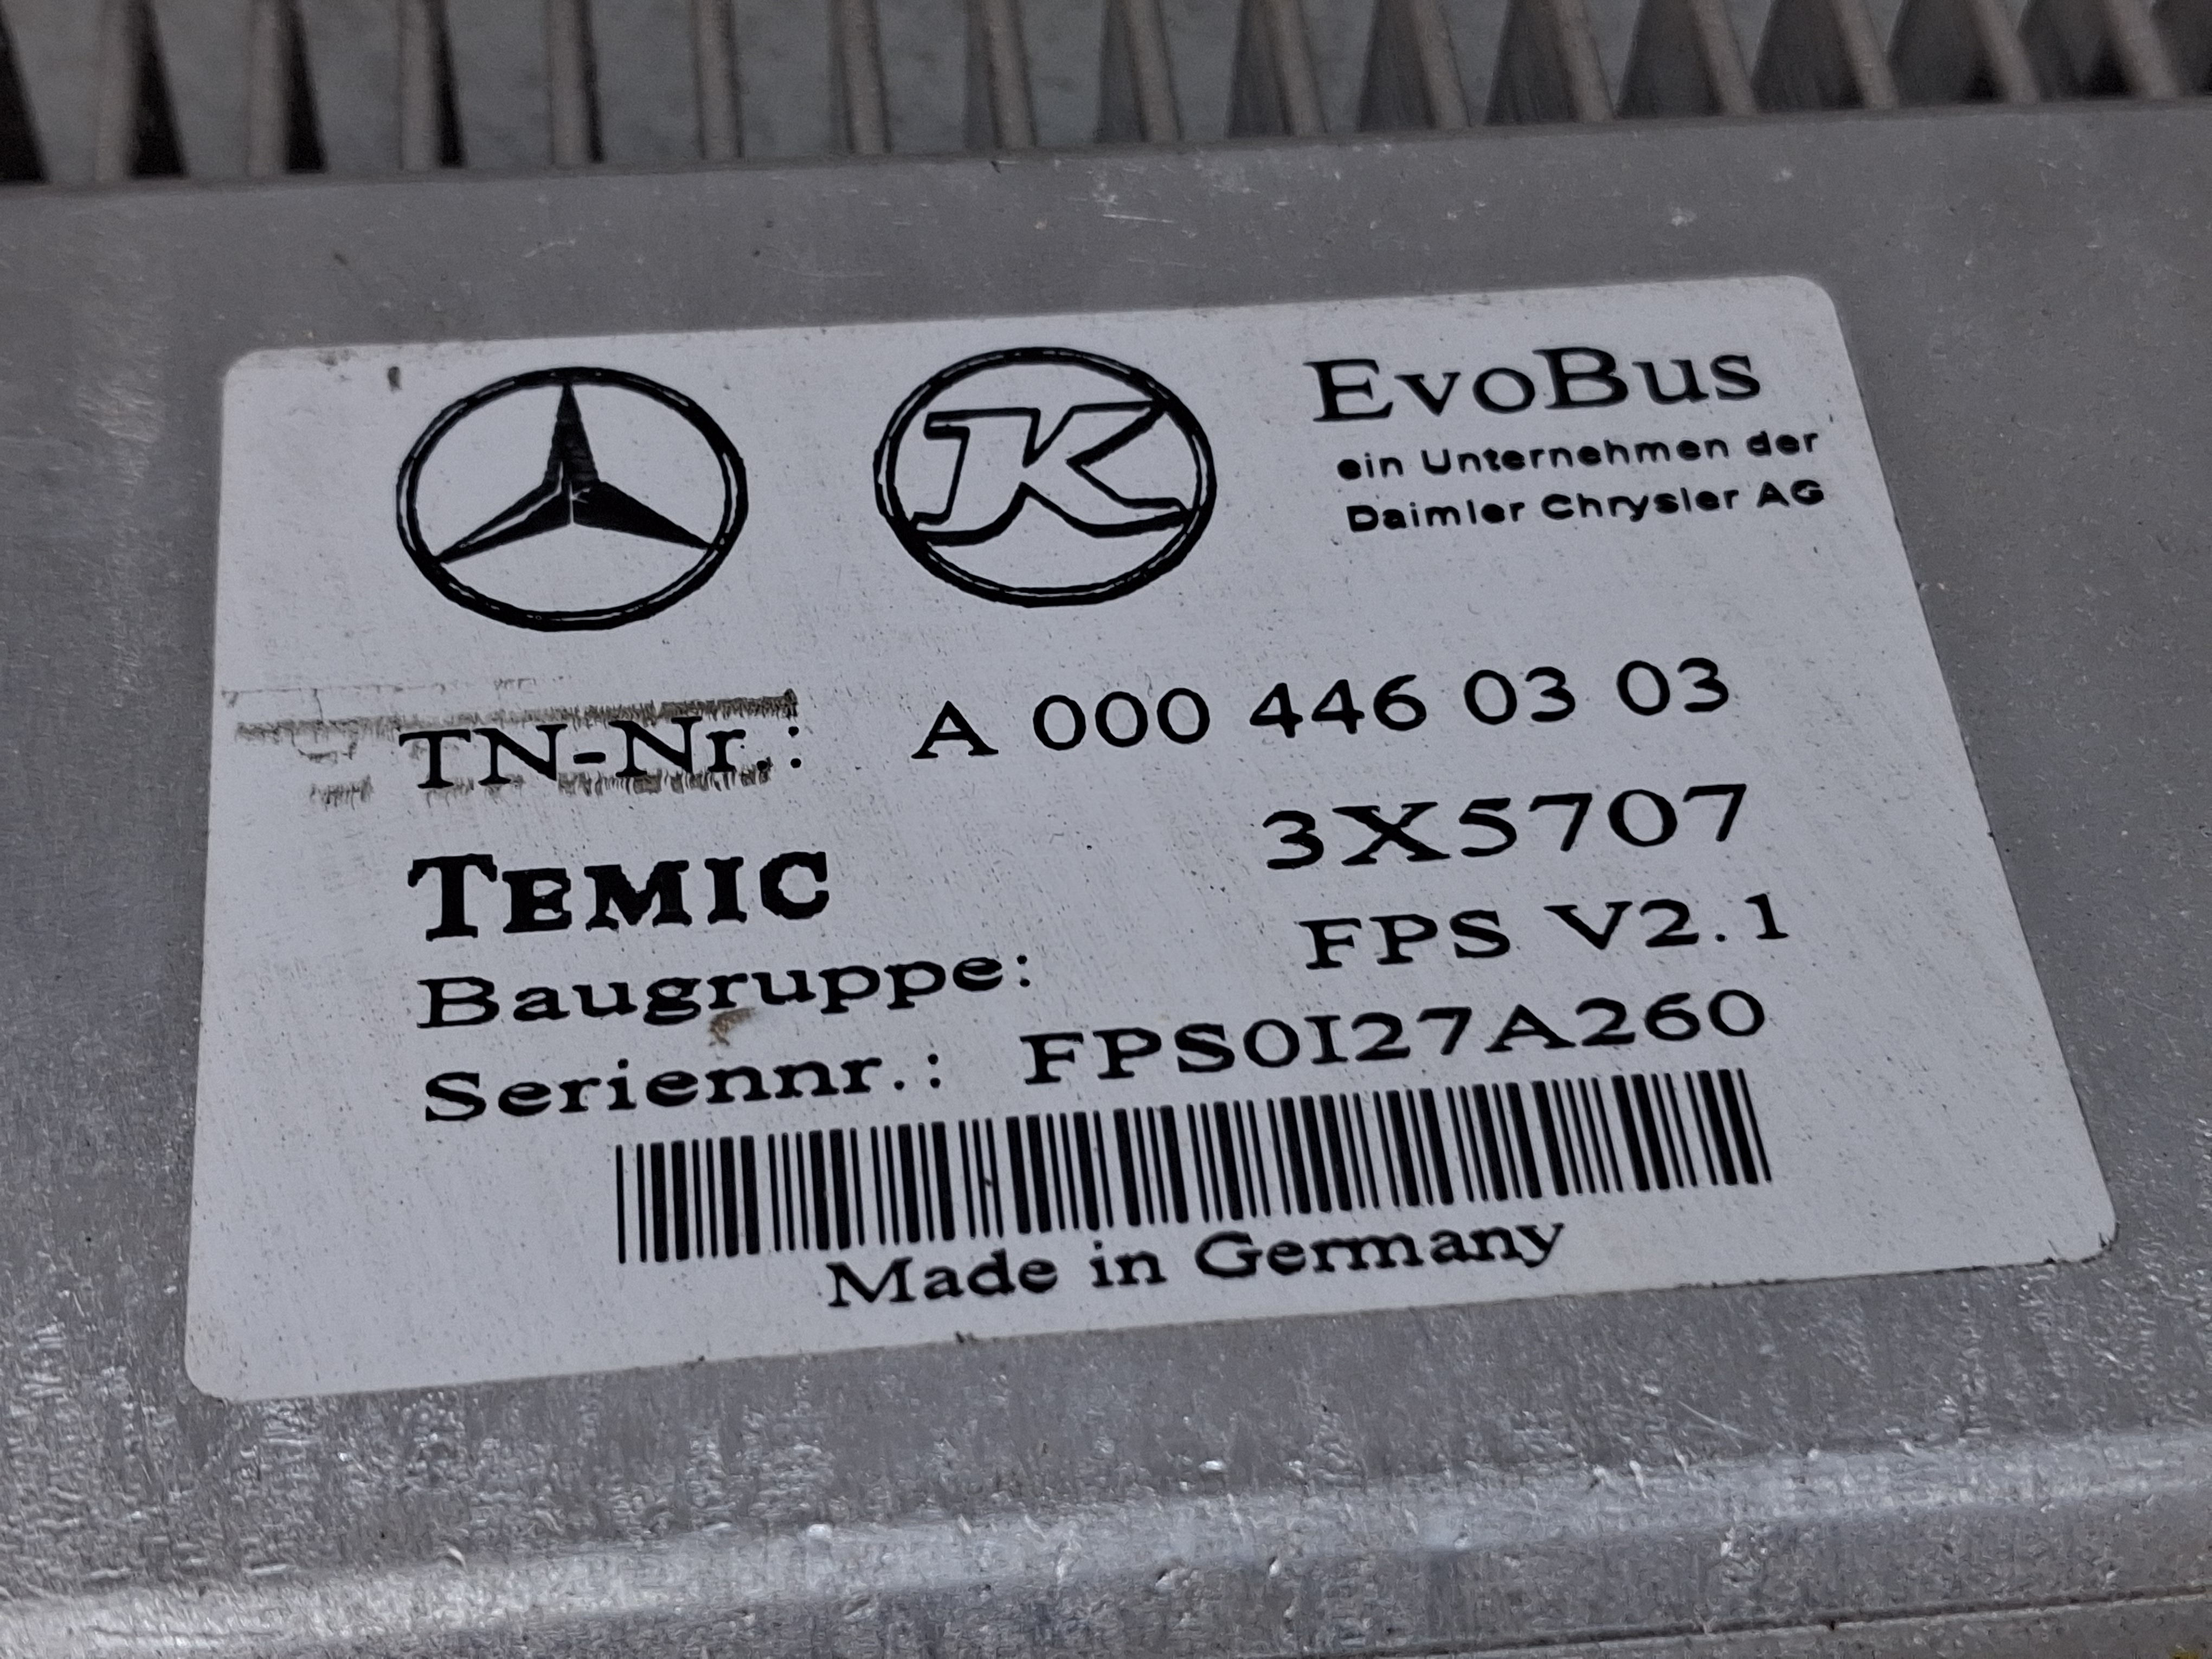 K
EvoBus
ein Unternehmen der
Daimler Chrysler AG
TN-Nr.: A 000 446 03 03
TEMIC 3X5707
Baugruppe: FPS V2.1
Seriennr.: FPS0I27A260
Made in Germany